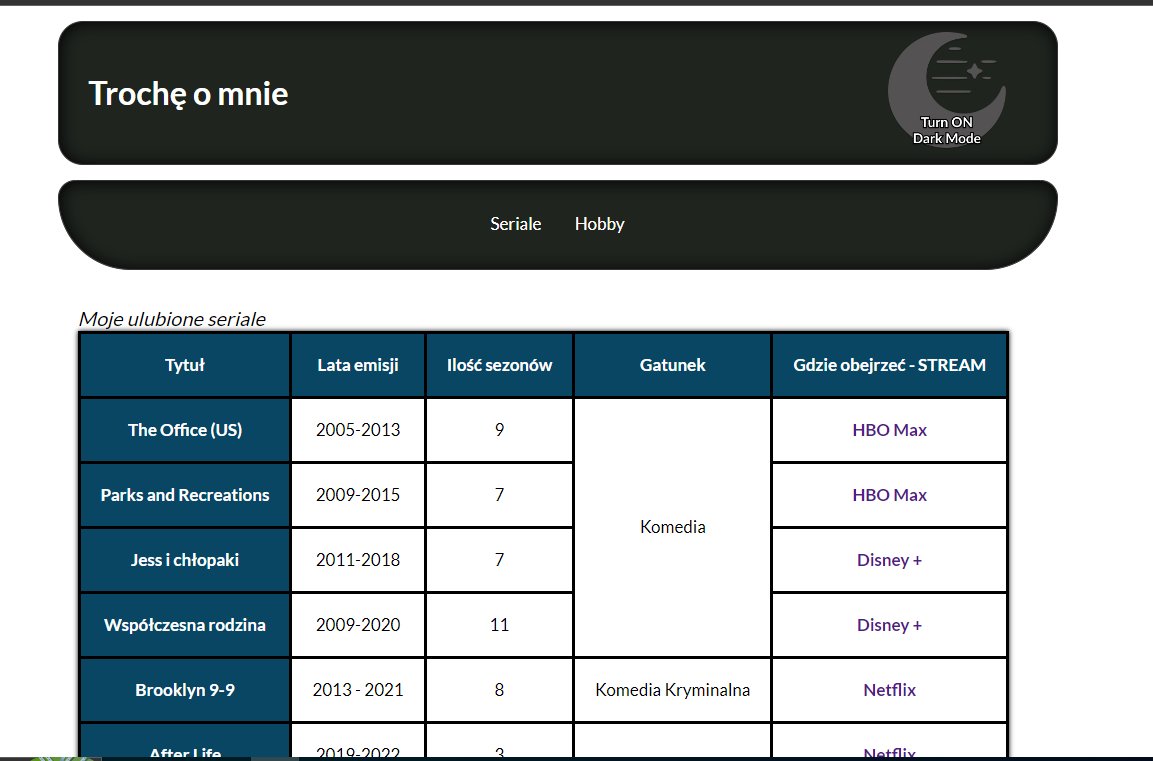 Trochę o mnie
Turn ON
Dark Mode
Seriale Hobby
Moje ulubione seriale
Tytuł Lata emisji Ilość sezonów Gatunek Gdzie obejrzeć - STREAM
The Office (US) 2005-2013 9 HBO Max
Parks and Recreations 2009-2015 7 HBO Max
Komedia
Jess i chłopaki 2011-2018 7 Disney +
Współczesna rodzina 2009-2020 11 Disney +
Brooklyn 9-9 2013 - 2021 8 Komedia Kryminalna Netflix
After Life 2019-2022 3 Netflix